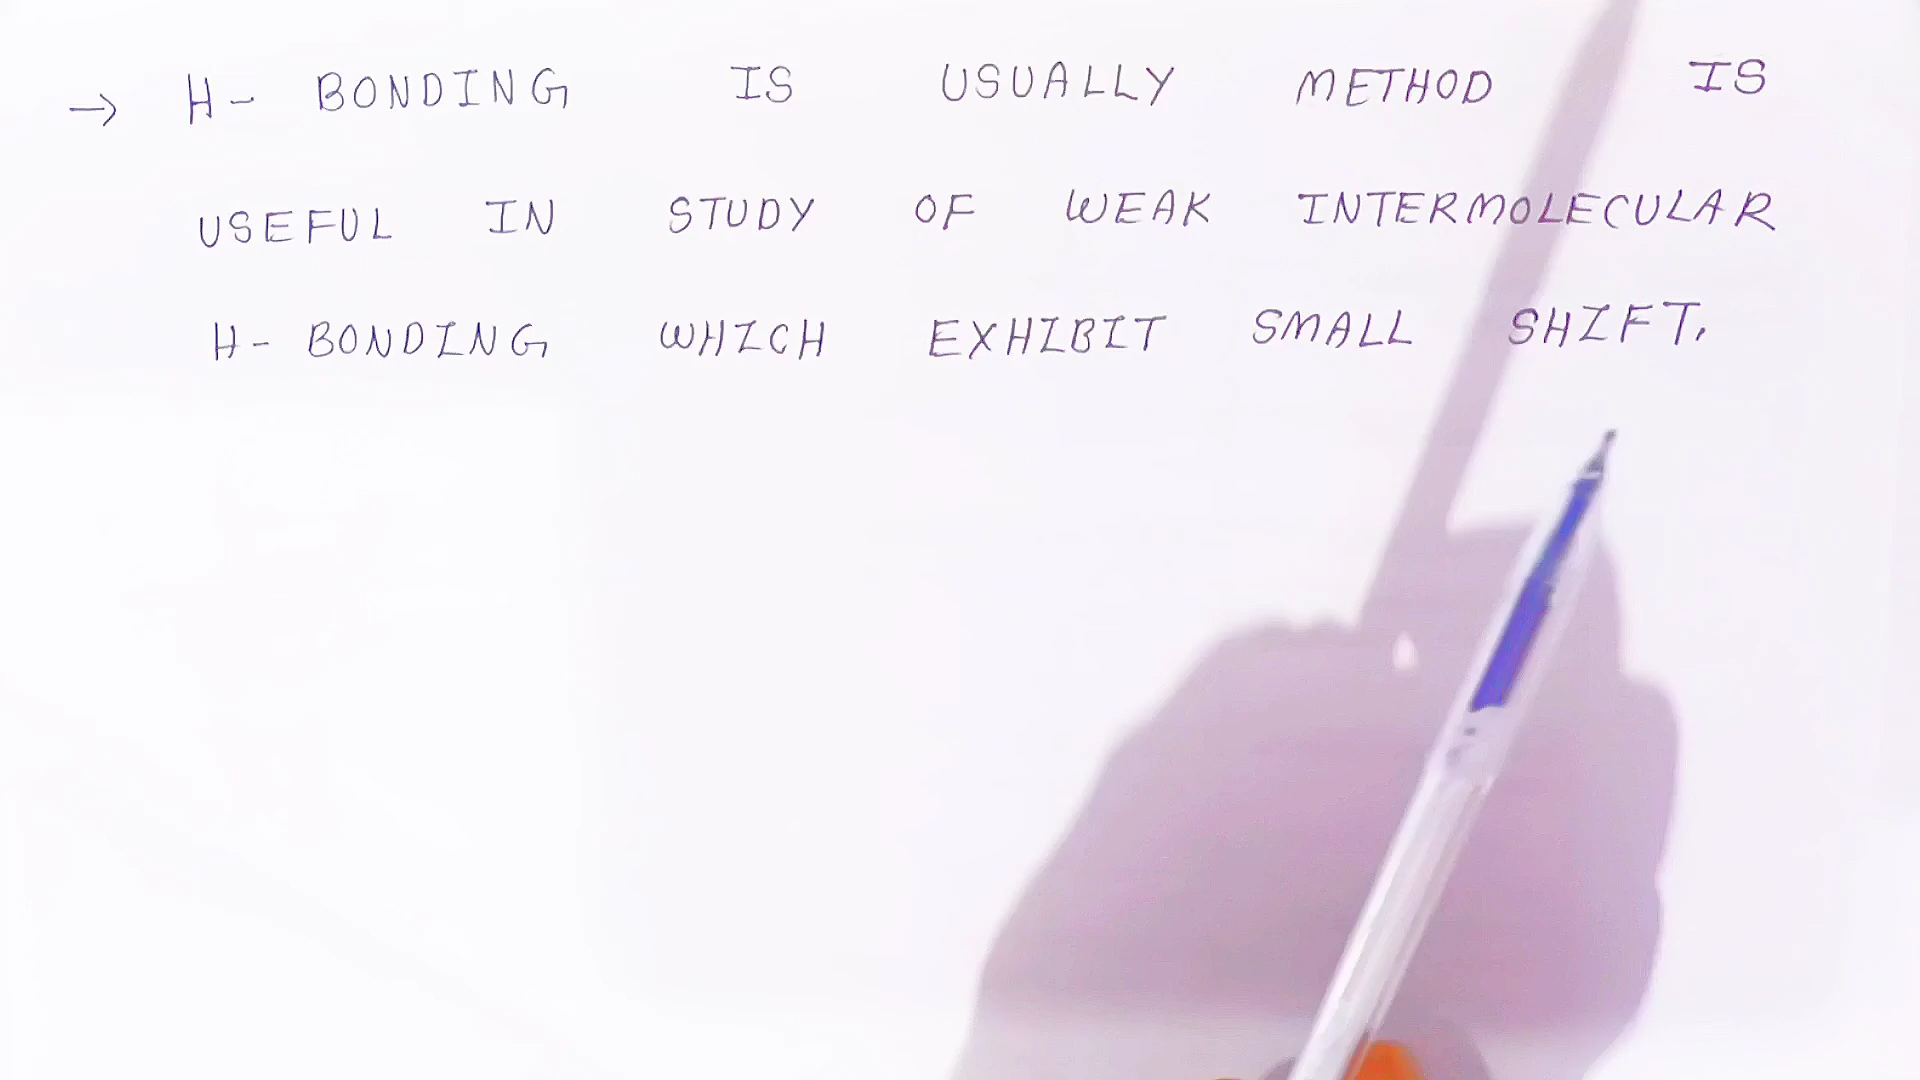 → H- BONDING IS USUALLY METHOD IS
USEFUL IN STUDY OF WEAK INTERMOLECULAR
H- BONDING WHICH EXHIBIT SMALL SHIFT.